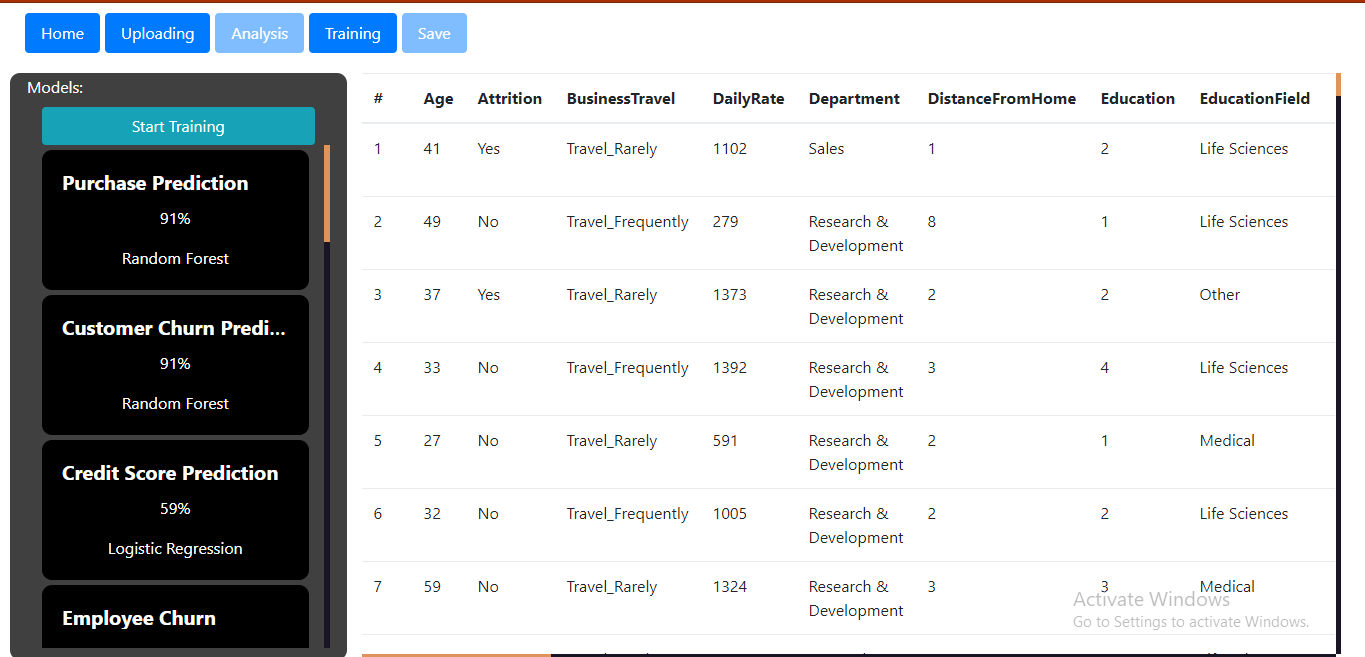 Home Uploading Analysis Training Save
Models:
Start Training
Purchase Prediction
91%
Random Forest
Customer Churn Predi...
91%
Random Forest
Credit Score Prediction
59%
Logistic Regression
Employee Churn
# Age Attrition BusinessTravel DailyRate Department DistanceFromHome Education EducationField
1 41 Yes Travel_Rarely 1102 Sales 1 2 Life Sciences
2 49 No Travel_Frequently 279 Research & 8 1 Life Sciences
Development
3 37 Yes Travel_Rarely 1373 Research & 2 2 Other
Development
4 33 No Travel_Frequently 1392 Research & 3 4 Life Sciences
Development
5 27 No Travel_Rarely 591 Research & 2 1 Medical
Development
6 32 No Travel_Frequently 1005 Research & 2 2 Life Sciences
Development
7 59 No Travel_Rarely 1324 Research & 3 3 Medical
Development
Activate Windows
Go to Settings to activate Windows.